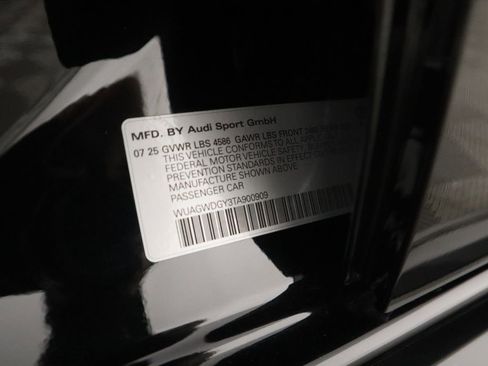 MFD. BY Audi Sport GmbH
07 25 GVWR LBS 4586 GAWR LBS FRONT
THIS VEHICLE CONFORMS TO ALL
FEDERAL MOTOR VEHICLE SAFETY,
PREVENTION STANDARDS IN EFFECT
MANUFACTURE SHOWN ABOVE
PASSENGER CAR
WUAGWDGY3TA900909